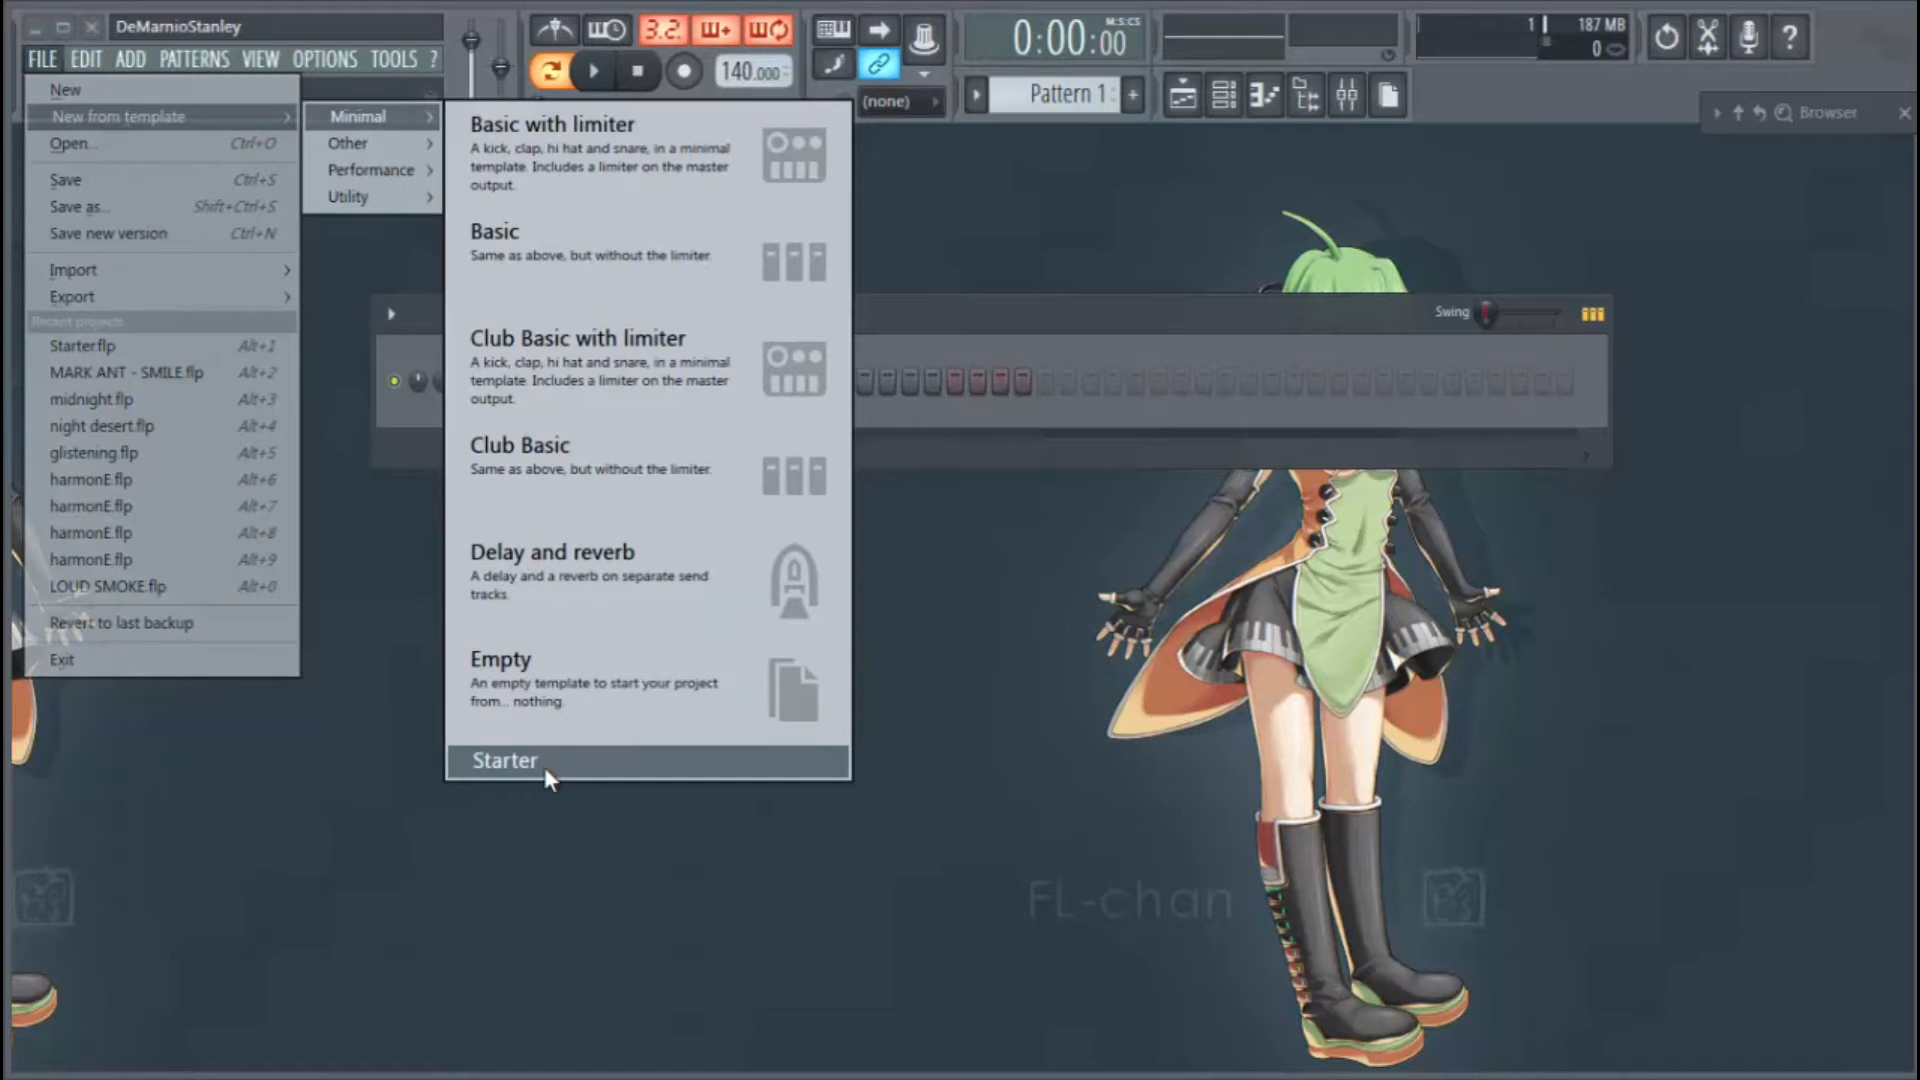 DeMarnioStanley
FILE EDIT ADD PATTERNS VIEW OPTIONS TOOLS ?
3.2.
140.000
0:00:00
M:S:CS
1
187 MB
0
(none)
Pattern 1
Browser
New
New from template
Open... Ctrl+O
Save Ctrl+S
Save as... Shift+Ctrl+S
Save new version Ctrl+N
Import
Export
Recent projects
Starter.flp Alt+1
MARK ANT - SMILE.flp Alt+2
midnight.flp Alt+3
night desert.flp Alt+4
glistening.flp Alt+5
harmonE.flp Alt+6
harmonE.flp Alt+7
harmonE.flp Alt+8
harmonE.flp Alt+9
LOUD SMOKE.flp Alt+0
Revert to last backup
Exit
Minimal
Other
Performance
Utility
Basic with limiter
A kick, clap, hi hat and snare, in a minimal
template. Includes a limiter on the master
output.
Basic
Same as above, but without the limiter.
Club Basic with limiter
A kick, clap, hi hat and snare, in a minimal
template. Includes a limiter on the master
output.
Club Basic
Same as above, but without the limiter.
Delay and reverb
A delay and a reverb on separate send
tracks.
Empty
An empty template to start your project
from... nothing.
Starter
Swing
FL-chan